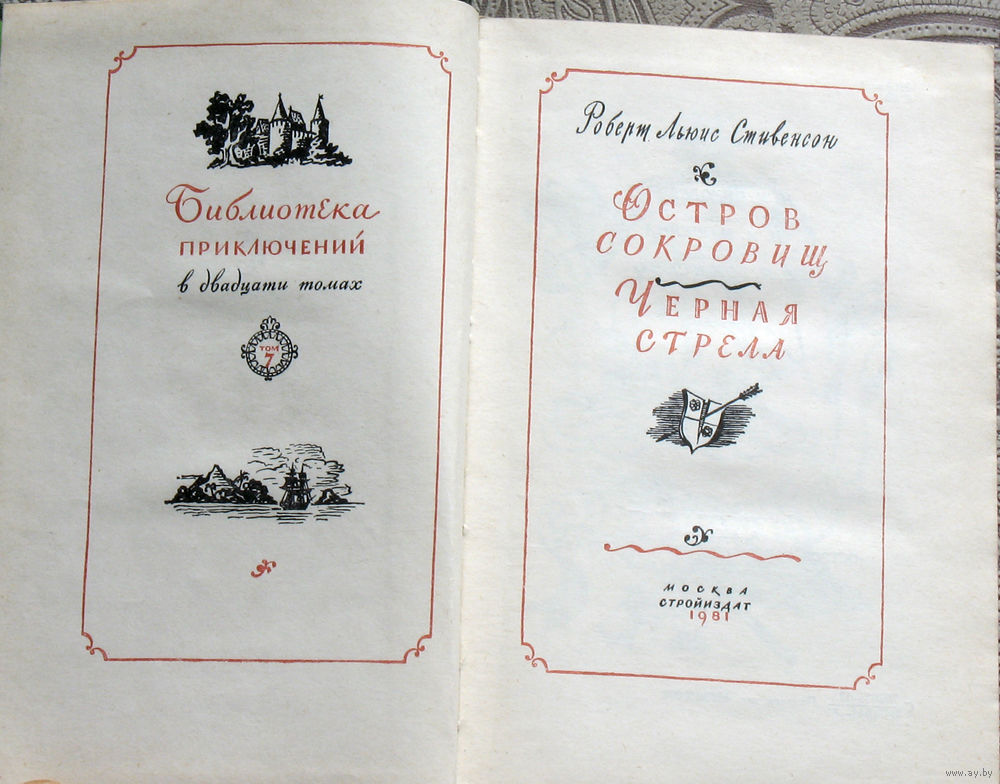 Библиотека
приключений
в двадцати томах
том
7
Роберт Льюис Стивенсон
Остров
сокровищ
Черная
стрела
Москва
Стройиздат
1981
www.ay.by